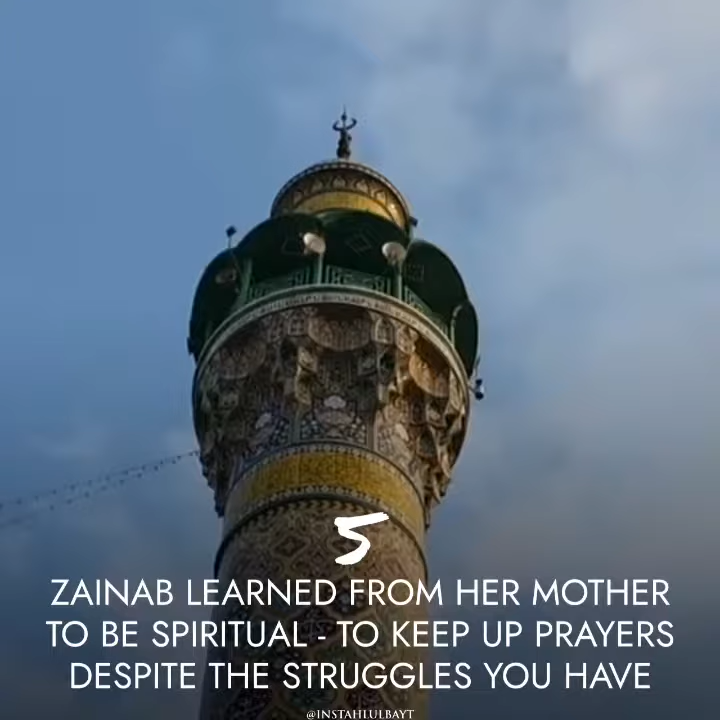 5
ZAINAB LEARNED FROM HER MOTHER
TO BE SPIRITUAL - TO KEEP UP PRAYERS
DESPITE THE STRUGGLES YOU HAVE
@INSTAHLULBAYT